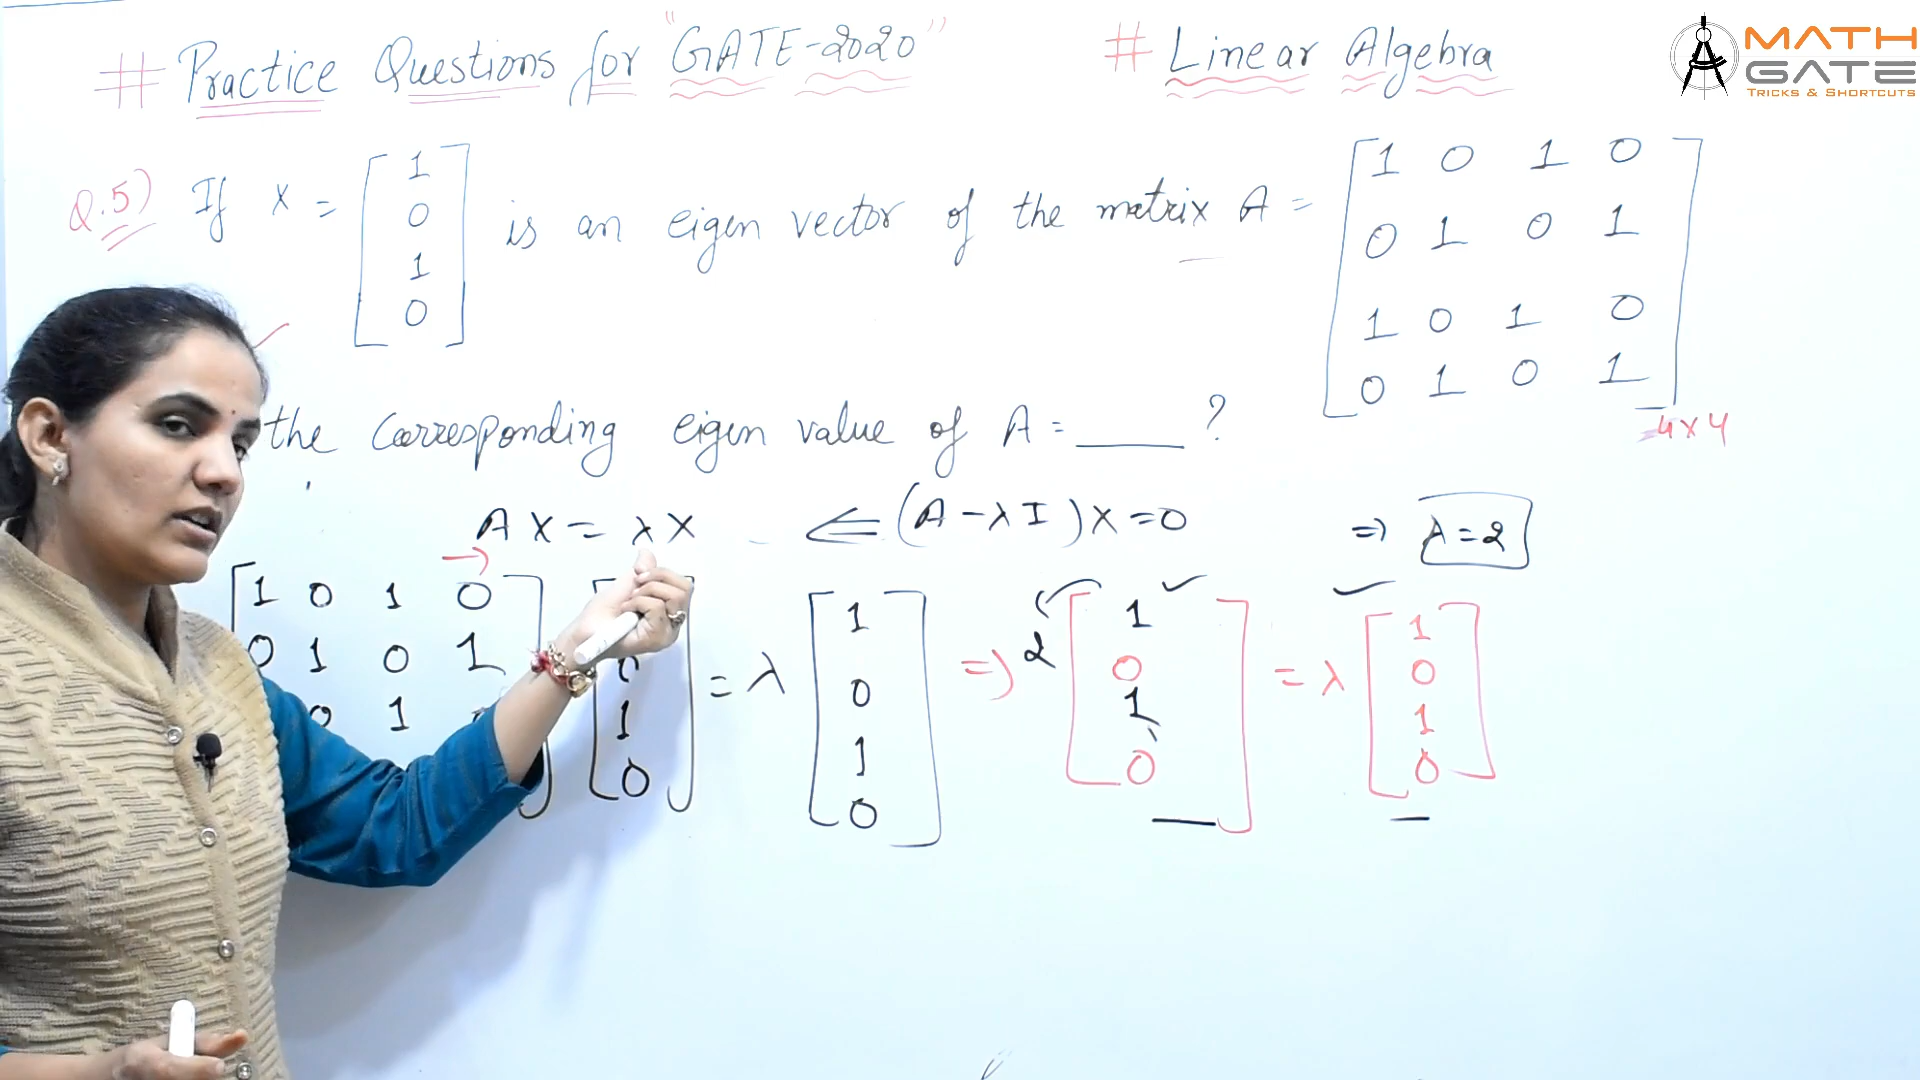 # Practice Questions for "GATE-2020" # Linear Algebra
MATH
GATE
TRICKS & SHORTCUTS
Q.5) If X = [1 0 1 0] is an eigen vector of the matrix A =
1 0 1 0
0 1 0 1
1 0 1 0
0 1 0 1
4x4
the corresponding eigen value of A = ____ ?
AX = λX ⇐ (A-λI)X=0 ⇒ λ=2
1 0 1 0
0 1 0 1
0 1
0
1
0
= λ
1
0
1
0
⇒ 2
1
0
1
0
= λ
1
0
1
0